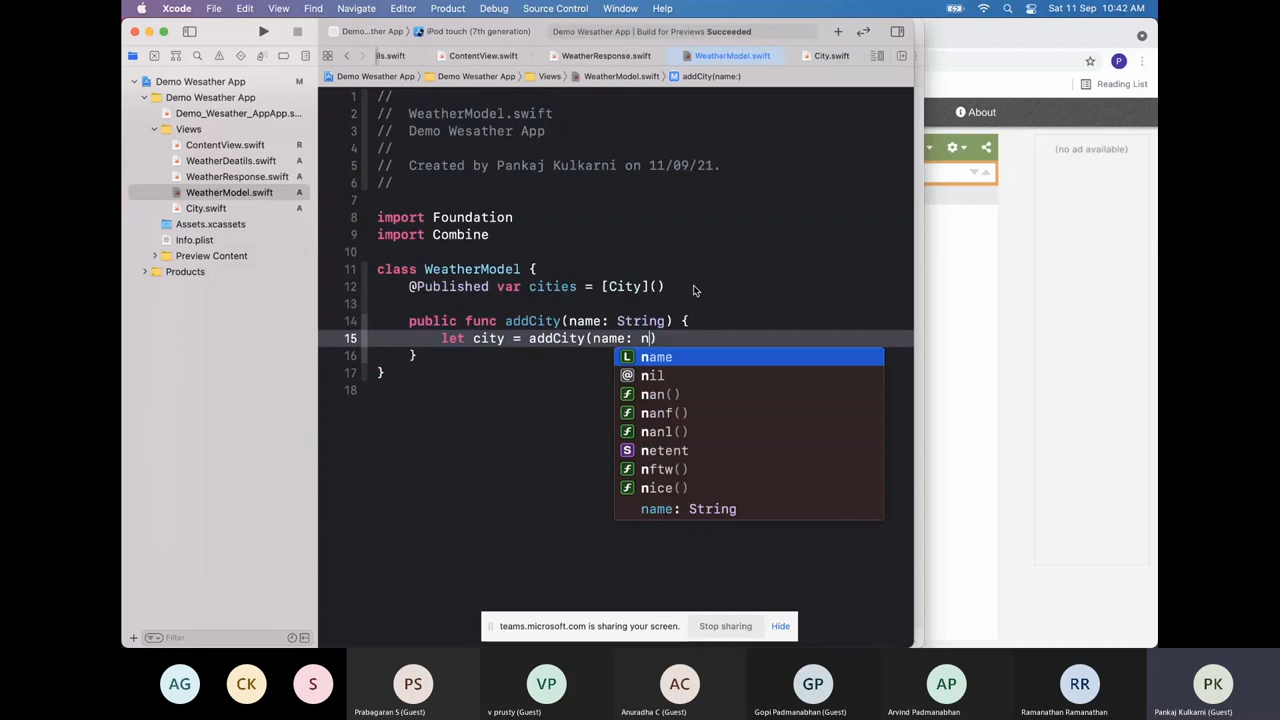 Xcode File Edit View Find Navigate Editor Product Debug Source Control Window Help Sat 11 Sep 10:42 AM
Demo...ther App iPod touch (7th generation) Demo Wesather App | Build for Previews Succeeded
ils.swift ContentView.swift WeatherResponse.swift WeatherModel.swift City.swift
Demo Wesather App Demo Wesather App Views WeatherModel.swift M addCity(name:)
Demo Wesather App M
Demo Wesather App
Demo_Wesather_AppApp.s... A
Views
ContentView.swift R
WeatherDeatils.swift A
WeatherResponse.swift A
WeatherModel.swift A
City.swift A
Assets.xcassets
Info.plist
Preview Content
Products
Filter
1 //
2 // WeatherModel.swift
3 // Demo Wesather App
4 //
5 // Created by Pankaj Kulkarni on 11/09/21.
6 //
7
8 import Foundation
9 import Combine
10
11 class WeatherModel {
12 @Published var cities = [City]()
13
14 public func addCity(name: String) {
15 let city = addCity(name: n)
16 }
17 }
18
L name
@ nil
f nan()
f nanf()
f nanl()
S netent
f nftw()
f nice()
name: String
P
Reading List
About
(no ad available)
teams.microsoft.com is sharing your screen. Stop sharing Hide
AG CK S PS VP AC GP AP RR PK
Prabagaran S (Guest) v prusty (Guest) Anuradha C (Guest) Gopi Padmanabhan (Guest) Arvind Padmanabhan (Guest) Ramanathan Ramanathan Pankaj Kulkarni (Guest)